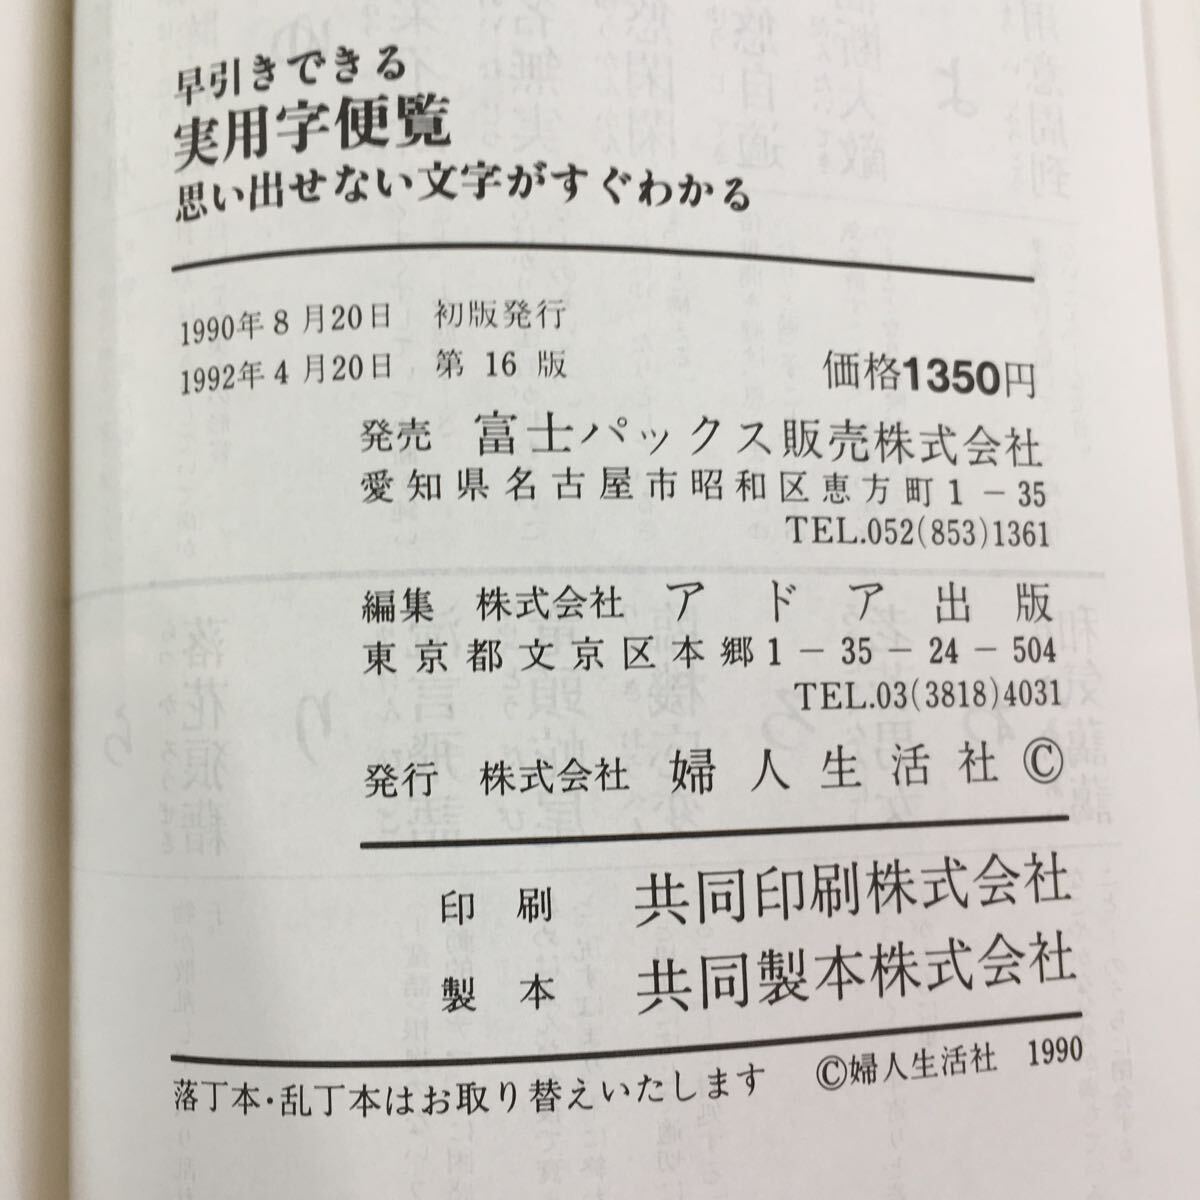 早引きできる
実用字便覧
思い出せない文字がすぐわかる
1990年8月20日 初版発行
1992年4月20日 第16版
価格1350円
発売 富士パックス販売株式会社
愛知県名古屋市昭和区恵方町1-35
TEL.052(853)1361
編集 株式会社アドア出版
東京都文京区本郷1-35-24-504
TEL.03(3818)4031
発行 株式会社 婦人生活社©
印刷 共同印刷株式会社
製本 共同製本株式会社
落丁本・乱丁本はお取り替えいたします ©婦人生活社 1990